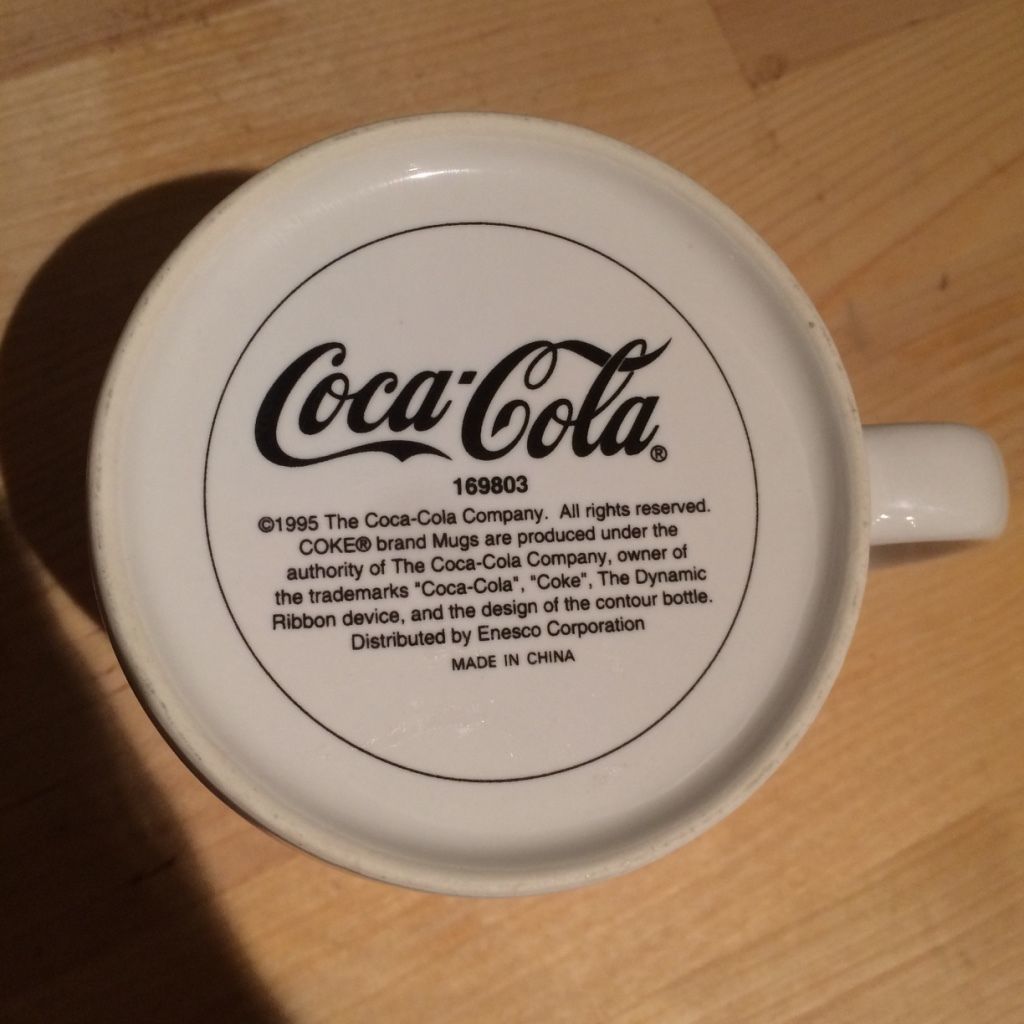 Coca-Cola®
169803
©1995 The Coca-Cola Company. All rights reserved.
COKE® brand Mugs are produced under the
authority of The Coca-Cola Company, owner of
the trademarks "Coca-Cola", "Coke", The Dynamic
Ribbon device, and the design of the contour bottle.
Distributed by Enesco Corporation
MADE IN CHINA